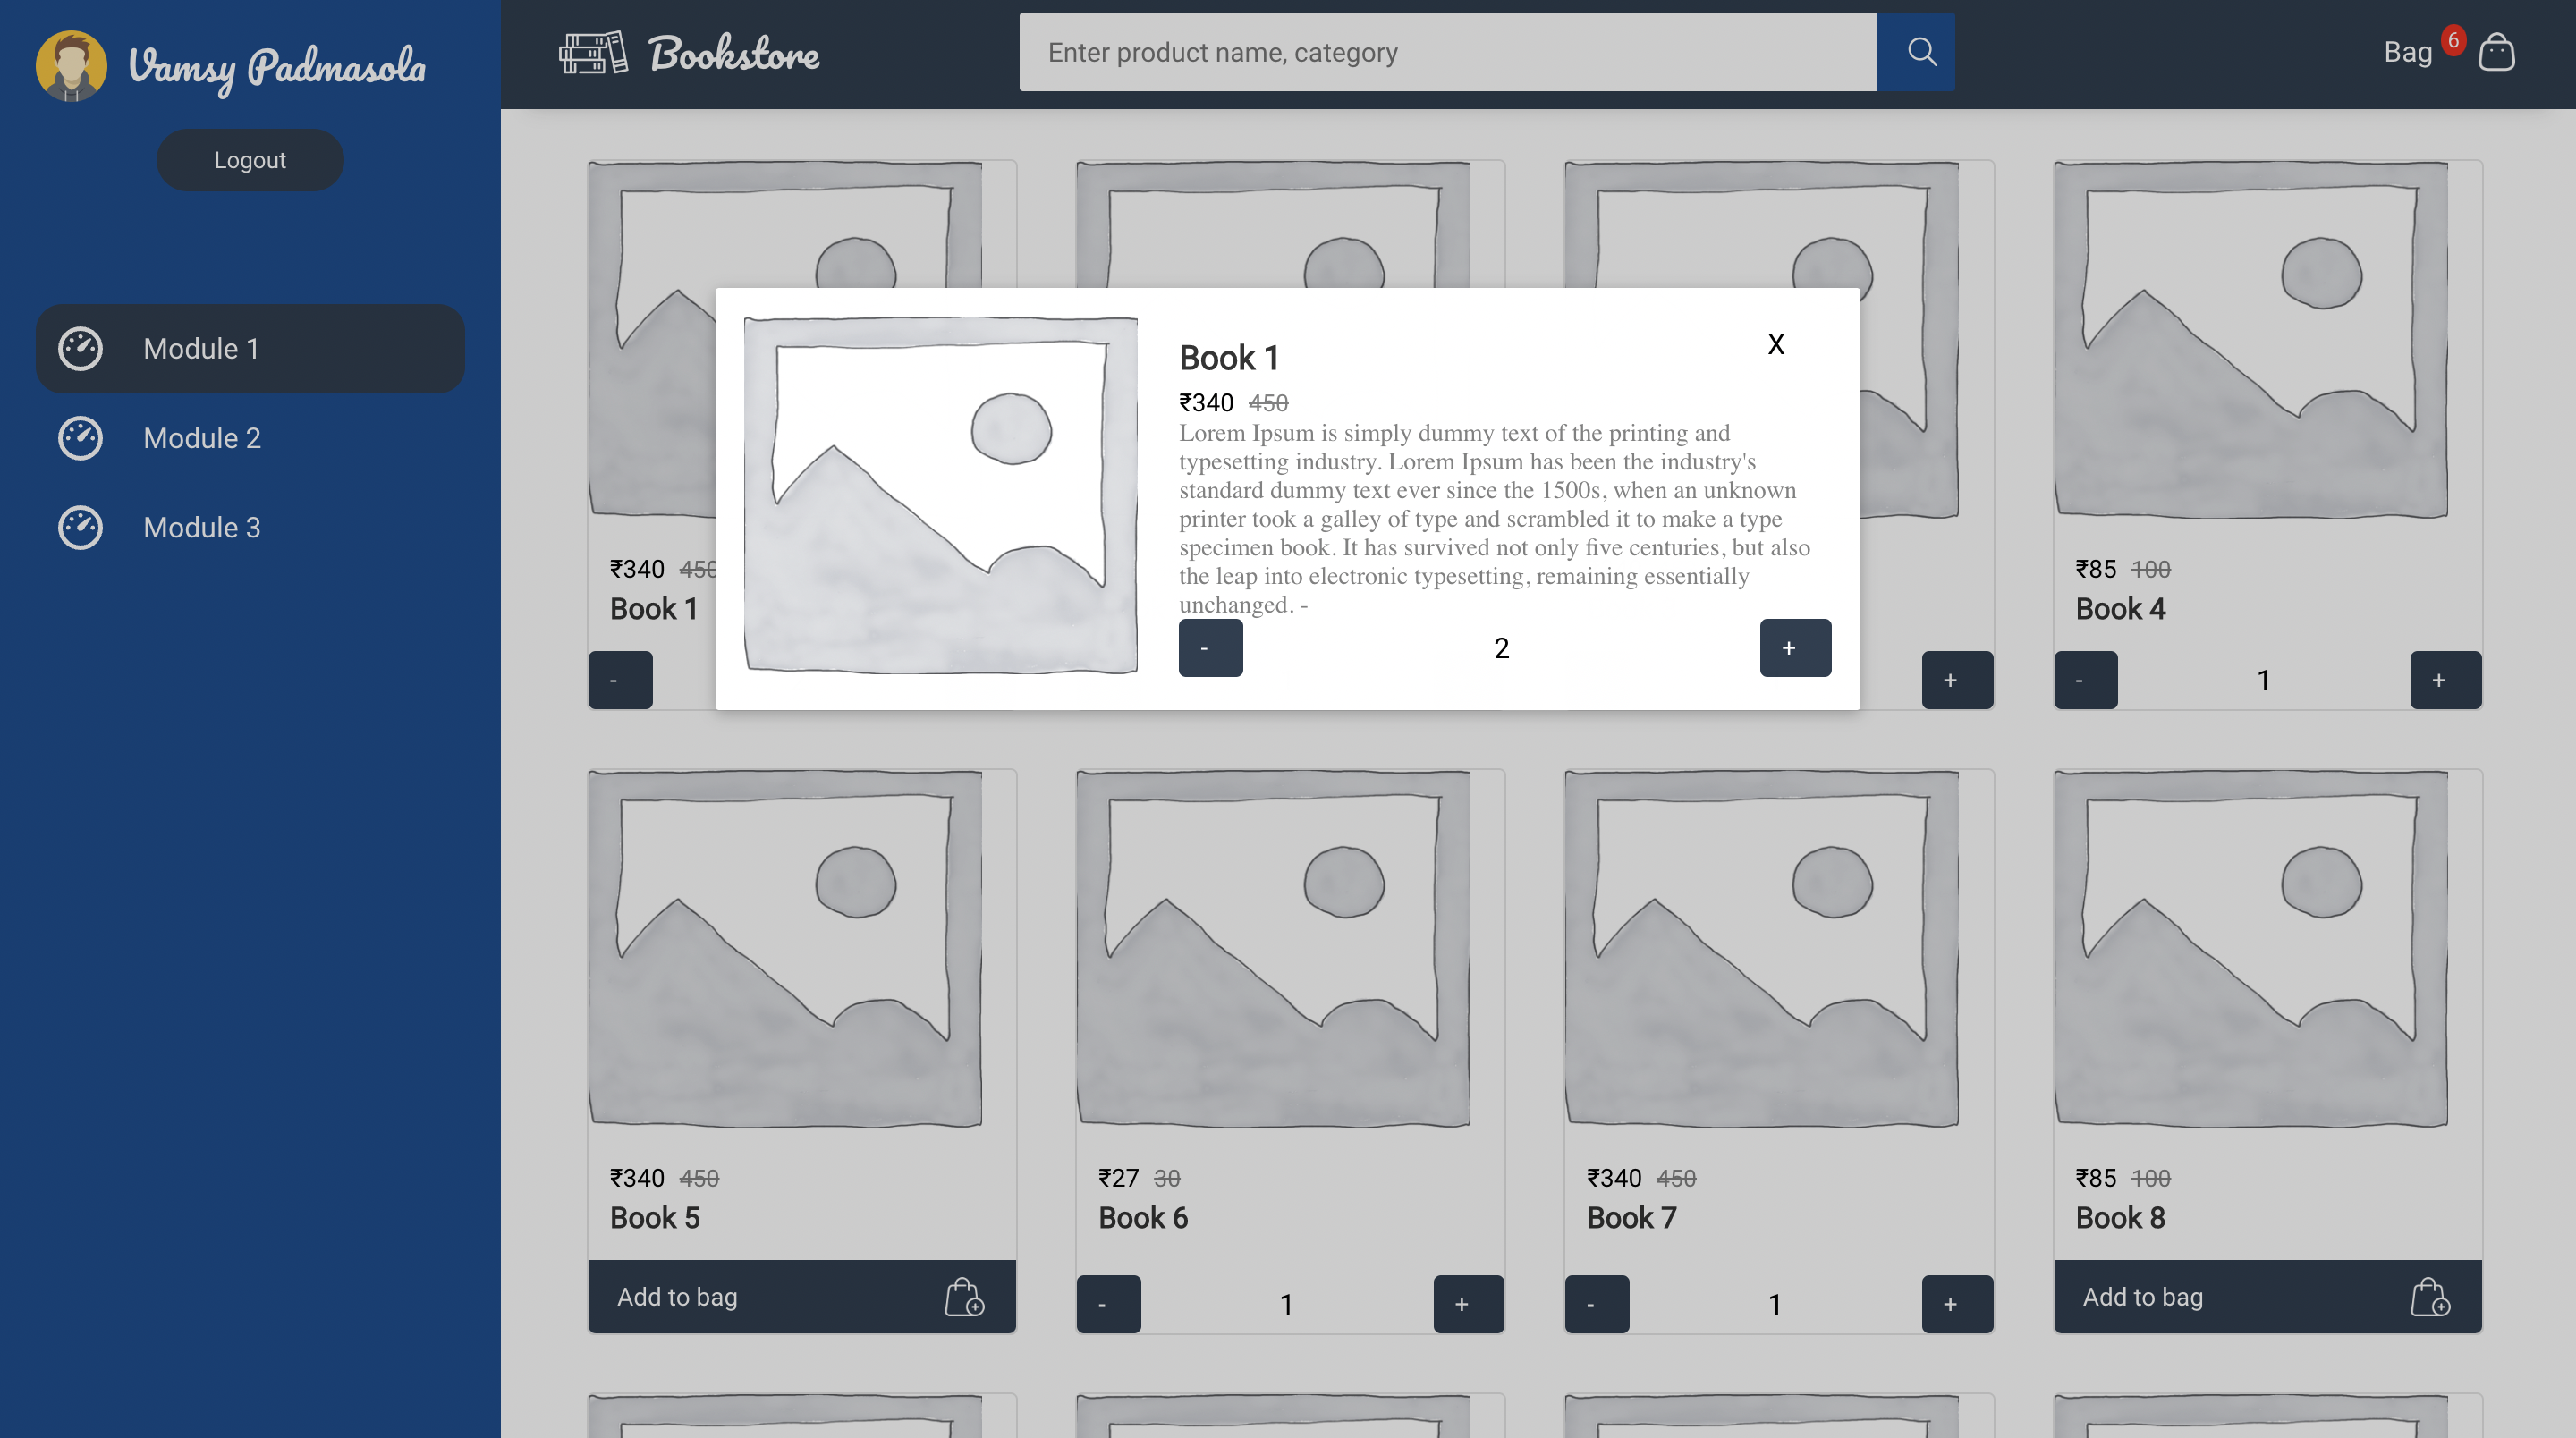 Vamsy Padmasola
Logout
Module 1
Module 2
Module 3
Bookstore
Enter product name, category
Bag 6
Book 1
X
₹340 450
Lorem Ipsum is simply dummy text of the printing and
typesetting industry. Lorem Ipsum has been the industry's
standard dummy text ever since the 1500s, when an unknown
printer took a galley of type and scrambled it to make a type
specimen book. It has survived not only five centuries, but also
the leap into electronic typesetting, remaining essentially
unchanged. -
- 2 +
₹340 450
Book 1
-
+
₹85 100
Book 4
- 1 +
₹340 450
Book 5
Add to bag
₹27 30
Book 6
- 1 +
₹340 450
Book 7
- 1 +
₹85 100
Book 8
Add to bag